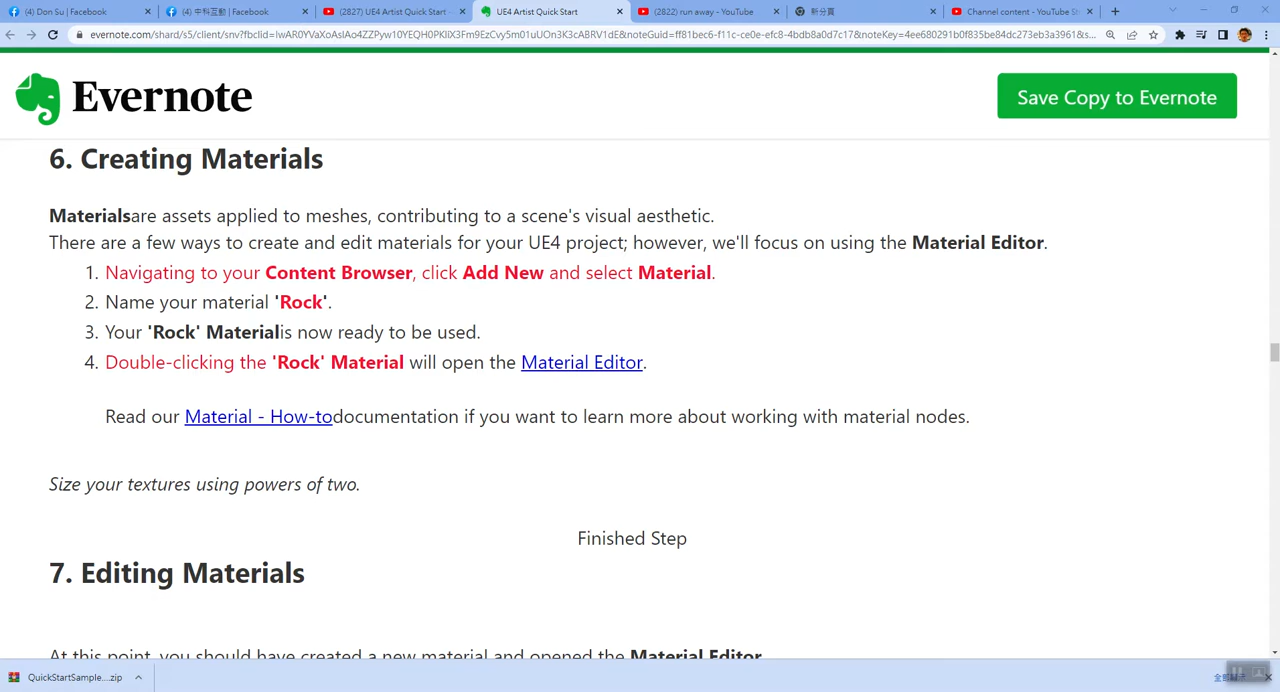 (4) Don Su | Facebook
(4) 中科互動 | Facebook
(2827) UE4 Artist Quick Start
UE4 Artist Quick Start
(2822) run away - YouTube
新分頁
Channel content - YouTube St
Evernote
Save Copy to Evernote
6. Creating Materials
Materialsare assets applied to meshes, contributing to a scene's visual aesthetic.
There are a few ways to create and edit materials for your UE4 project; however, we'll focus on using the Material Editor.
1. Navigating to your Content Browser, click Add New and select Material.
2. Name your material 'Rock'.
3. Your 'Rock' Materialis now ready to be used.
4. Double-clicking the 'Rock' Material will open the Material Editor.
Read our Material - How-todocumentation if you want to learn more about working with material nodes.
Size your textures using powers of two.
Finished Step
7. Editing Materials
At this point, you should have created a new material and opened the Material Editor
QuickStartSample....zip